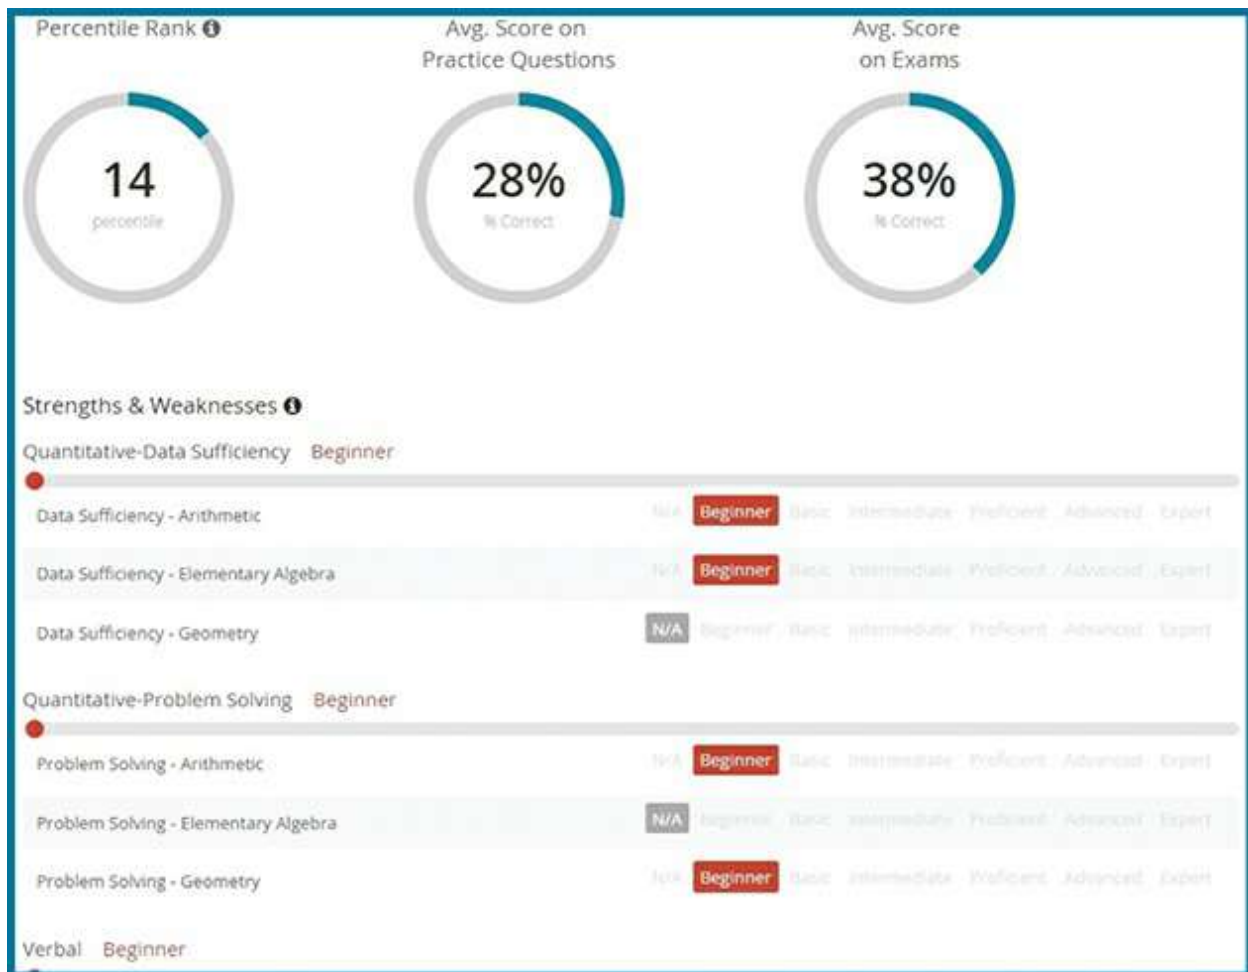 Percentile Rank
Avg. Score on
Practice Questions
Avg. Score
on Exams
14
percentile
28%
% Correct
38%
% Correct
Strengths & Weaknesses
Quantitative-Data Sufficiency Beginner
Data Sufficiency - Arithmetic N/A Beginner Basic Intermediate Proficient Advanced Expert
Data Sufficiency - Elementary Algebra N/A Beginner Basic Intermediate Proficient Advanced Expert
Data Sufficiency - Geometry N/A Beginner Basic Intermediate Proficient Advanced Expert
Quantitative-Problem Solving Beginner
Problem Solving - Arithmetic N/A Beginner Basic Intermediate Proficient Advanced Expert
Problem Solving - Elementary Algebra N/A Beginner Basic Intermediate Proficient Advanced Expert
Problem Solving - Geometry N/A Beginner Basic Intermediate Proficient Advanced Expert
Verbal Beginner